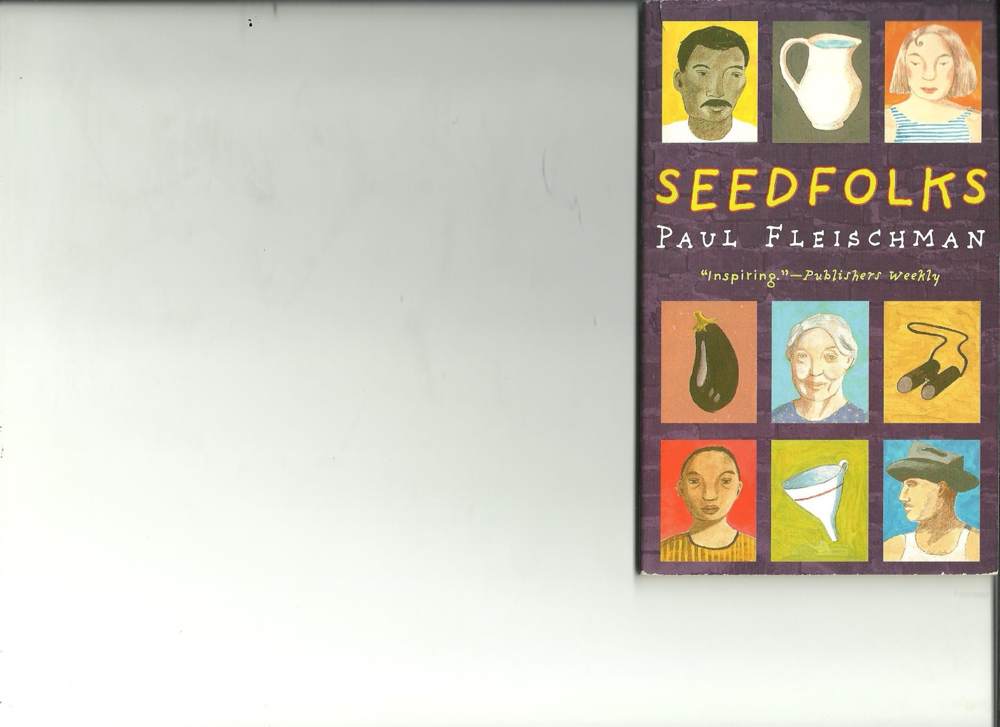 SEEDFOLKS
PAUL FLEISCHMAN
“Inspiring.”—Publishers Weekly